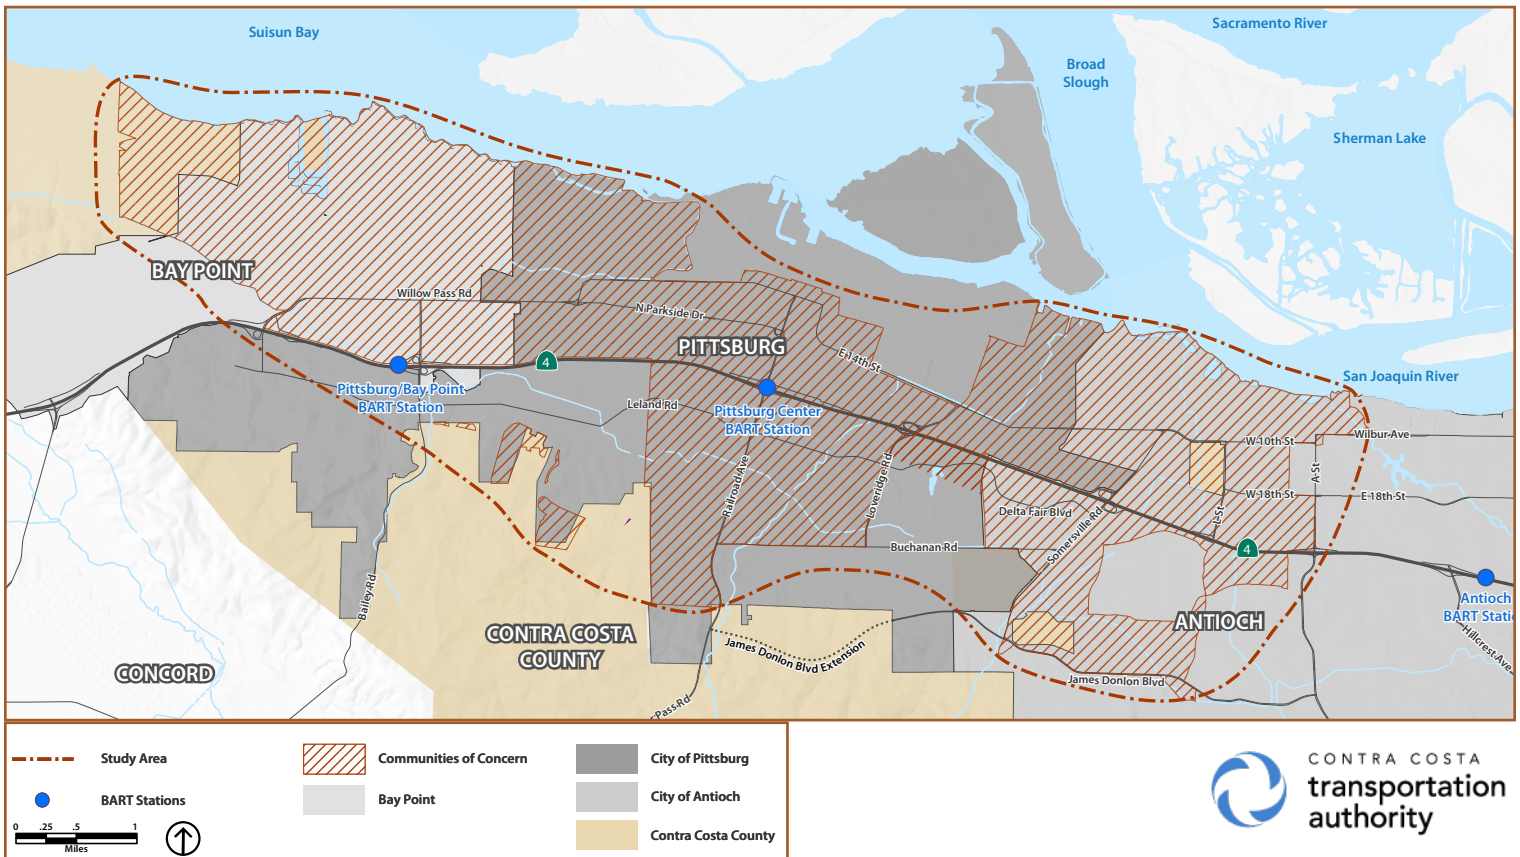 Suisun Bay
Sacramento River
Broad
Slough
Sherman Lake
BAY POINT
Willow Pass Rd
N Parkside Dr
PITTSBURG
E 14th St
4
San Joaquin River
Pittsburg/Bay Point
BART Station
Leland Rd
Pittsburg Center
BART Station
Wilbur Ave
W 10th St
A St
Railroad Ave
Loveridge Rd
W 18th St
E 18th St
L St
Delta Fair Blvd
Somersville Rd
Buchanan Rd
4
Bailey Rd
Antioch
BART Stati
ANTIOCH
Hillcrest Ave
CONTRA COSTA
COUNTY
James Donlon Blvd Extension
CONCORD
James Donlon Blvd
Pass Rd
Study Area
Communities of Concern
City of Pittsburg
BART Stations
Bay Point
City of Antioch
0 .25 .5 1
Miles
Contra Costa County
CONTRA COSTA
transportation
authority